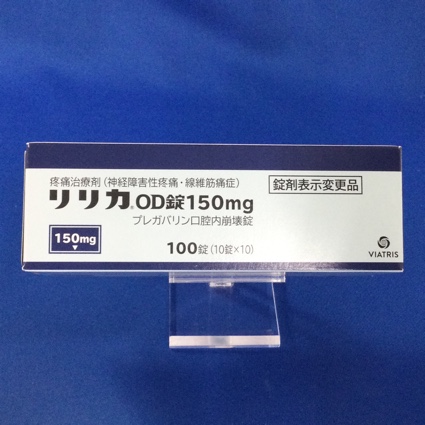 疼痛治療剤（神経障害性疼痛・線維筋痛症）
錠剤表示変更品
リリカ®OD錠150mg
プレガバリン口腔内崩壊錠
150mg
100錠（10錠×10）
VIATRIS